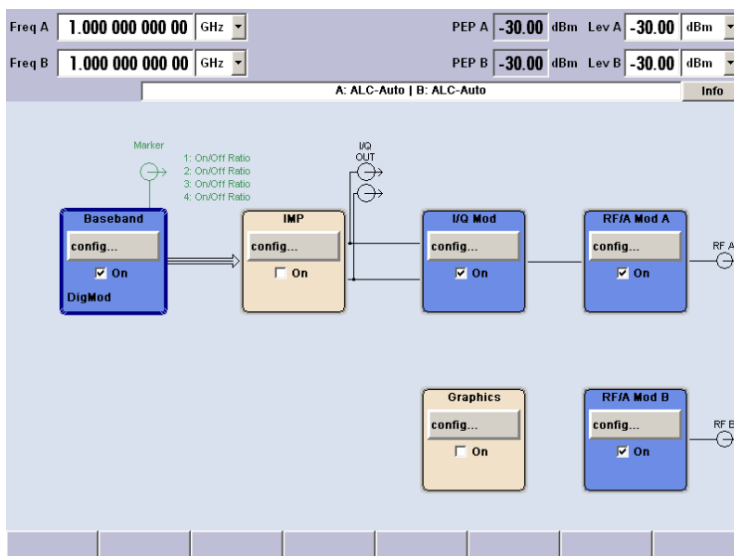 Freq A 1.000 000 000 00 GHz PEP A -30.00 dBm Lev A -30.00 dBm
Freq B 1.000 000 000 00 GHz PEP B -30.00 dBm Lev B -30.00 dBm
A: ALC-Auto | B: ALC-Auto Info
Marker
1: On/Off Ratio
2: On/Off Ratio
3: On/Off Ratio
4: On/Off Ratio
I/Q
OUT
Baseband
config...
On
DigMod
IMP
config...
On
I/Q Mod
config...
On
RF/A Mod A
config...
On
RF A
Graphics
config...
On
RF/A Mod B
config...
On
RF B